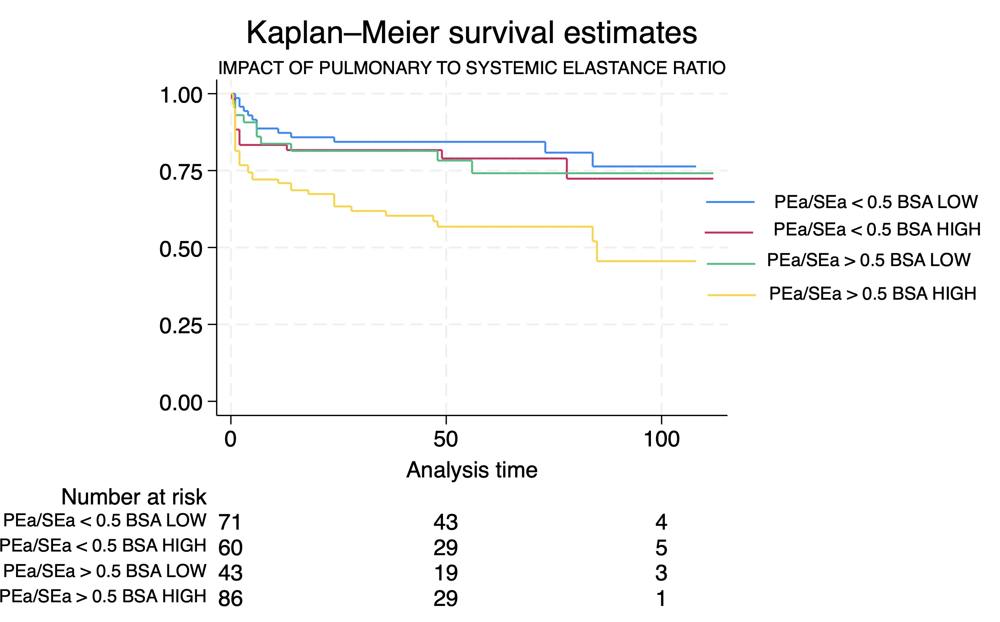 Kaplan–Meier survival estimates
IMPACT OF PULMONARY TO SYSTEMIC ELASTANCE RATIO
1.00
0.75
0.50
0.25
0.00
0 50 100
Analysis time
PEa/SEa < 0.5 BSA LOW
PEa/SEa < 0.5 BSA HIGH
PEa/SEa > 0.5 BSA LOW
PEa/SEa > 0.5 BSA HIGH
Number at risk
PEa/SEa < 0.5 BSA LOW 71 43 4
PEa/SEa < 0.5 BSA HIGH 60 29 5
PEa/SEa > 0.5 BSA LOW 43 19 3
PEa/SEa > 0.5 BSA HIGH 86 29 1